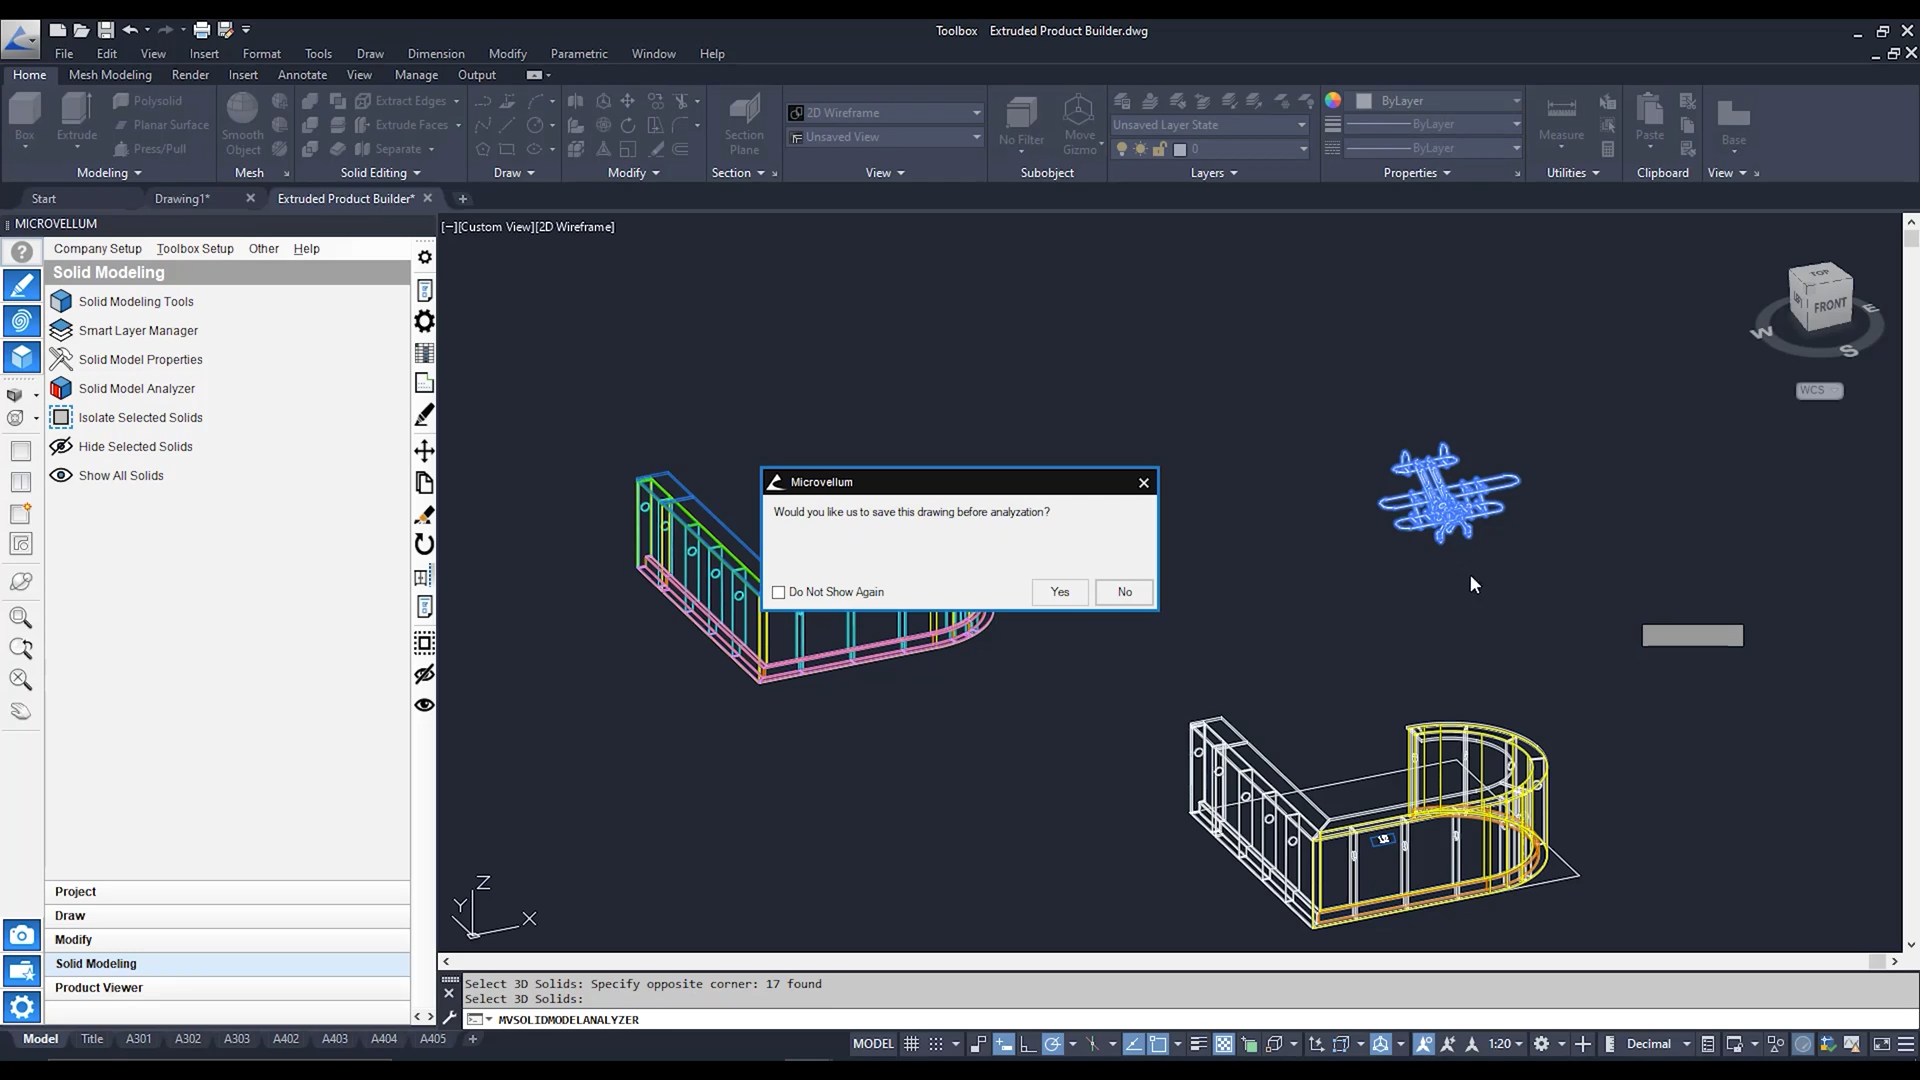 Toolbox Extruded Product Builder.dwg
File Edit View Insert Format Tools Draw Dimension Modify Parametric Window Help
Home Mesh Modeling Render Insert Annotate View Manage Output
Box
Extrude
Polysolid
Planar Surface
Press/Pull
Smooth
Object
Extract Edges
Extrude Faces
Separate
Section
Plane
2D Wireframe
Unsaved View
No Filter
Move
Gizmo
Unsaved Layer State
0
ByLayer
ByLayer
ByLayer
Measure
Paste
Base
Modeling Mesh Solid Editing Draw Modify Section View Subobject Layers Properties Utilities Clipboard View
Start Drawing1* Extruded Product Builder*
MICROVELLUM
[−][Custom View][2D Wireframe]
Company Setup Toolbox Setup Other Help
Solid Modeling
Solid Modeling Tools
Smart Layer Manager
Solid Model Properties
Solid Model Analyzer
Isolate Selected Solids
Hide Selected Solids
Show All Solids
TOP
FRONT
W
S
E
WCS
Microvellum
Would you like us to save this drawing before analyzation?
Do Not Show Again Yes No
Z
Y
X
Project
Draw
Modify
Solid Modeling
Product Viewer
Select 3D Solids: Specify opposite corner: 17 found
Select 3D Solids:
MVSOLIDMODELANALYZER
Model Title A301 A302 A303 A402 A403 A404 A405
MODEL 1:20 Decimal